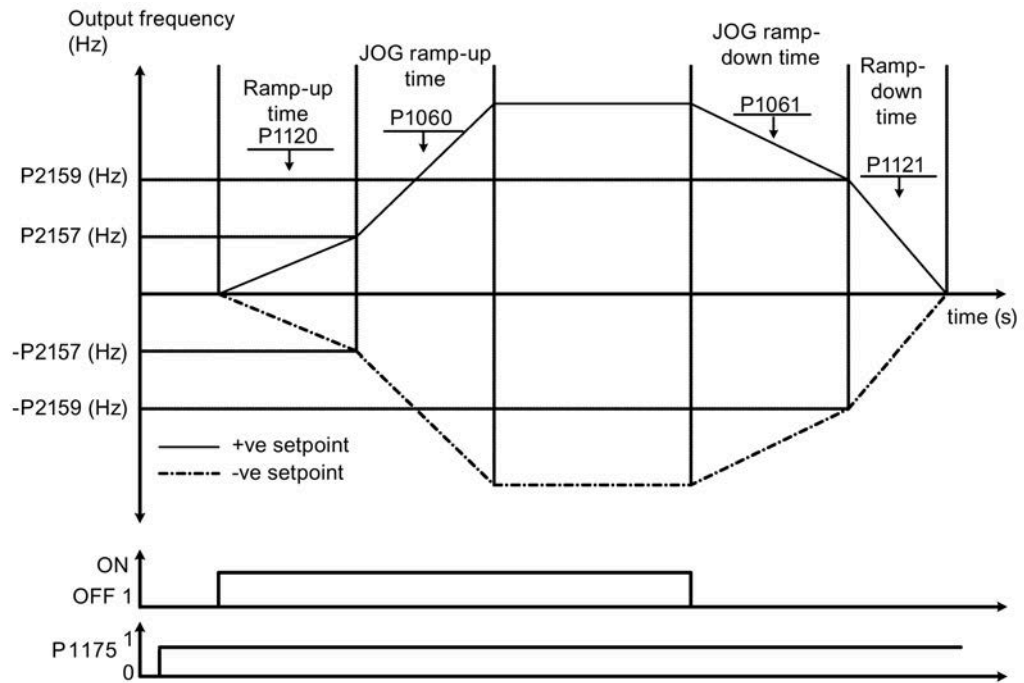 Output frequency
(Hz)
Ramp-up
time
P1120
JOG ramp-up
time
P1060
JOG ramp-
down time
P1061
Ramp-
down
time
P1121
P2159 (Hz)
P2157 (Hz)
time (s)
-P2157 (Hz)
-P2159 (Hz)
+ve setpoint
-ve setpoint
ON
OFF 1
P1175 1
0